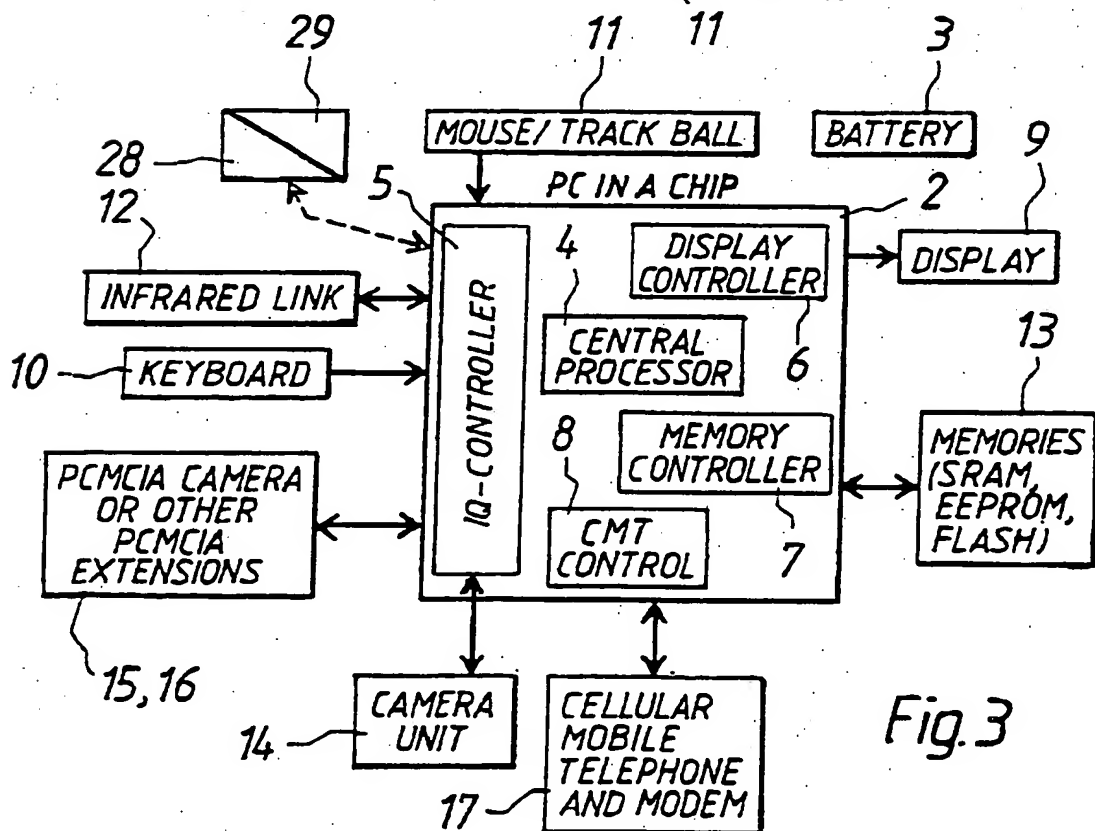 11
29
11
3
MOUSE/TRACK BALL
BATTERY
28
9
5
PC IN A CHIP
2
12
4
DISPLAY
CONTROLLER
DISPLAY
INFRARED LINK
IQ-CONTROLLER
CENTRAL
PROCESSOR
6
13
10
KEYBOARD
8
MEMORY
CONTROLLER
MEMORIES
(SRAM,
EEPROM,
FLASH)
PCMCIA CAMERA
OR OTHER
PCMCIA
EXTENSIONS
CMT
CONTROL
7
15, 16
14
CAMERA
UNIT
CELLULAR
MOBILE
TELEPHONE
AND MODEM
17
Fig. 3